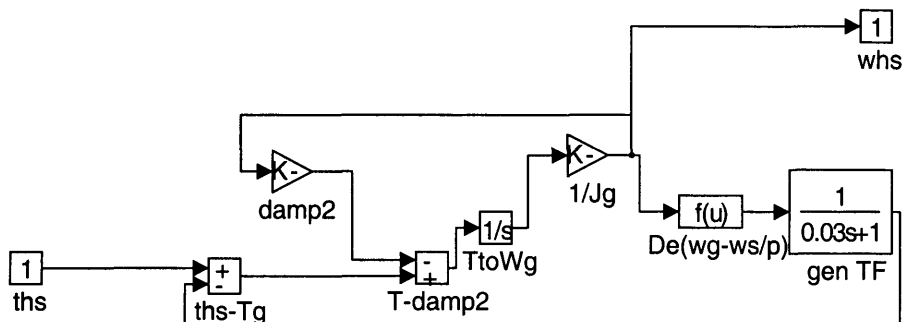 1
whs
K-
damp2
K-
1/Jg
1/s
TtoWg
f(u)
De(wg-ws/p)
1
0.03s+1
gen TF
1
ths
+
-
ths-Tg
-
+
T-damp2